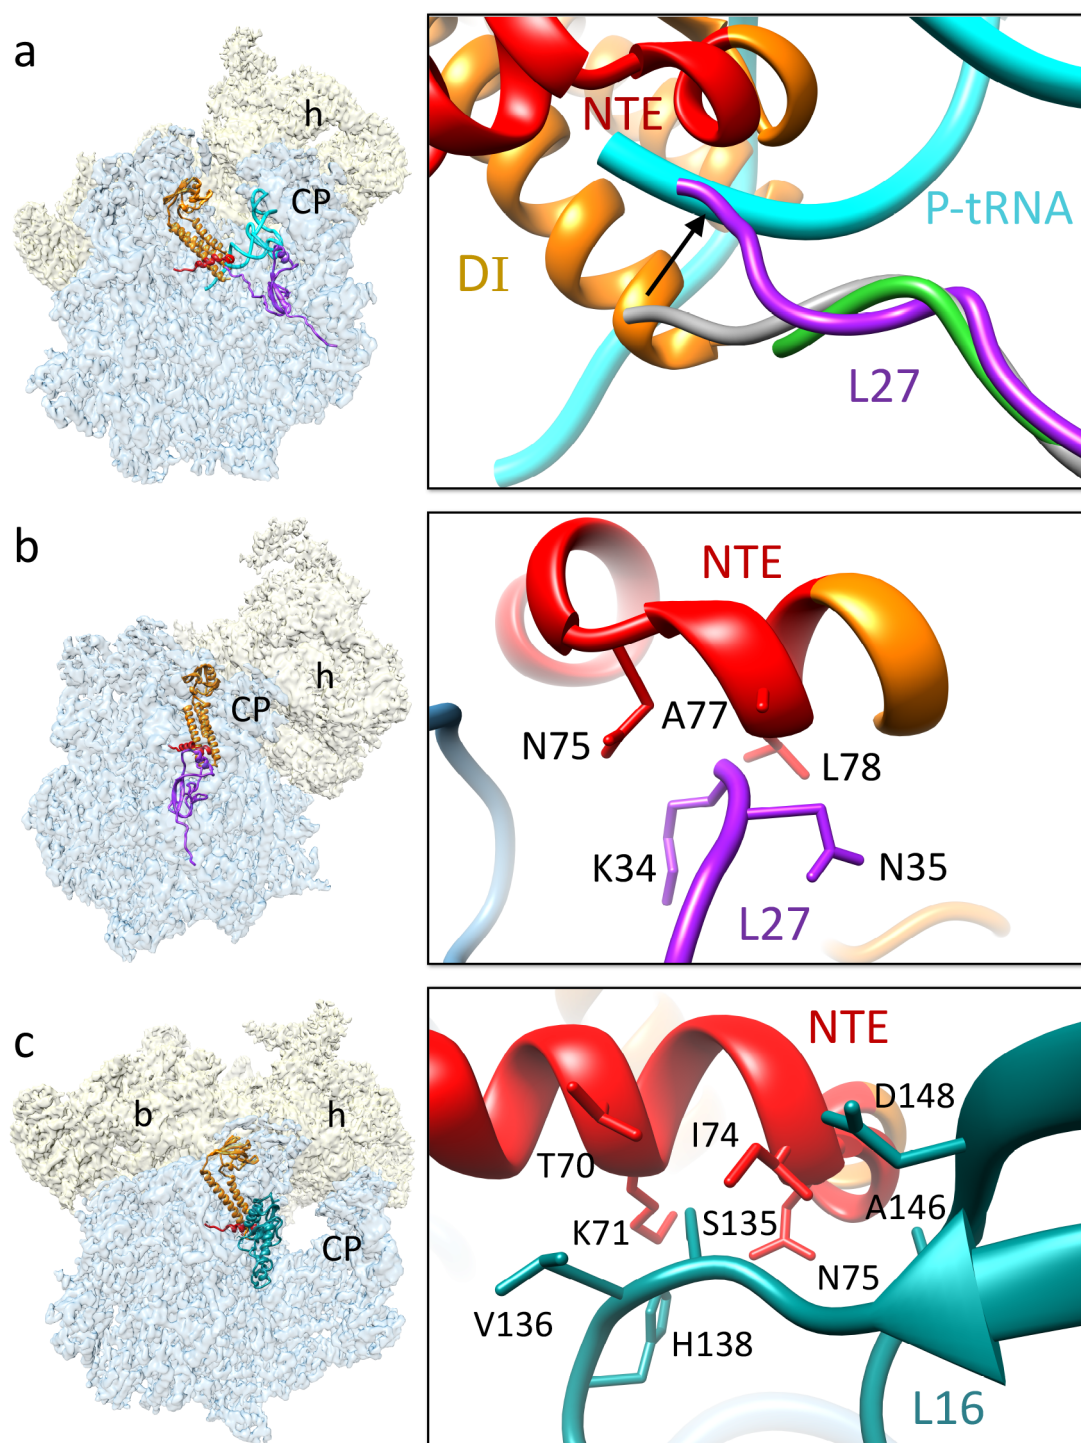 a
h
CP
NTE
P-tRNA
DI
L27
b
h
CP
NTE
N75
A77
L78
K34
N35
L27
c
b
h
CP
NTE
D148
I74
T70
A146
S135
K71
N75
V136
H138
L16